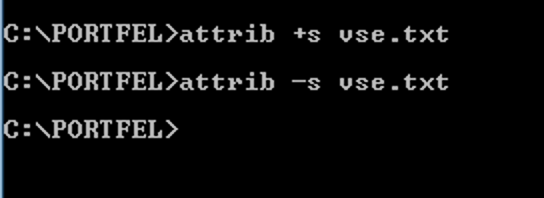 C:\PORTFEL>attrib +s vse.txt
C:\PORTFEL>attrib -s vse.txt
C:\PORTFEL>